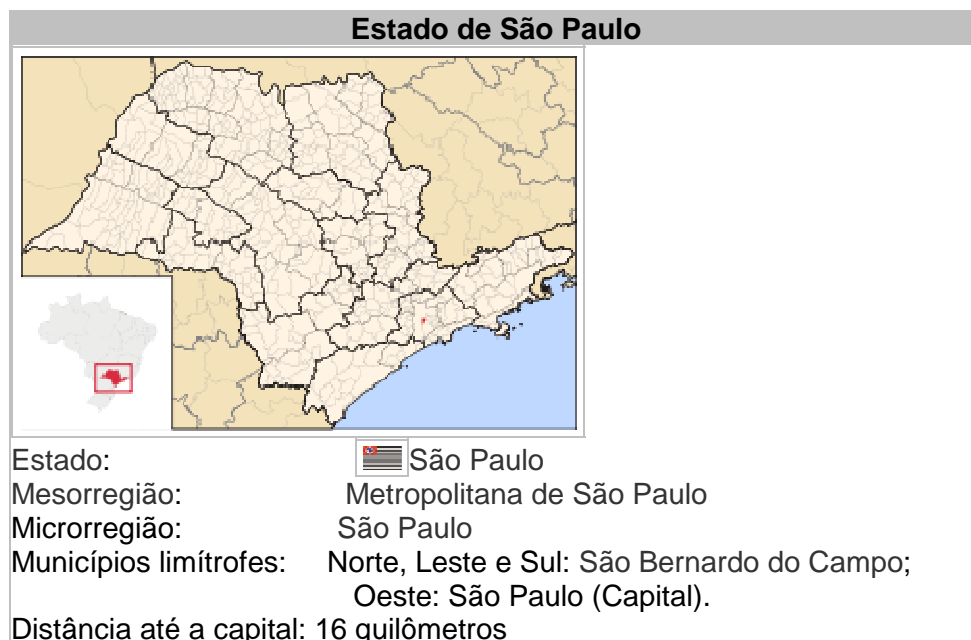 Estado de São Paulo
Estado: São Paulo
Mesorregião: Metropolitana de São Paulo
Microrregião: São Paulo
Municípios limítrofes: Norte, Leste e Sul: São Bernardo do Campo;
Oeste: São Paulo (Capital).
Distância até a capital: 16 quilômetros